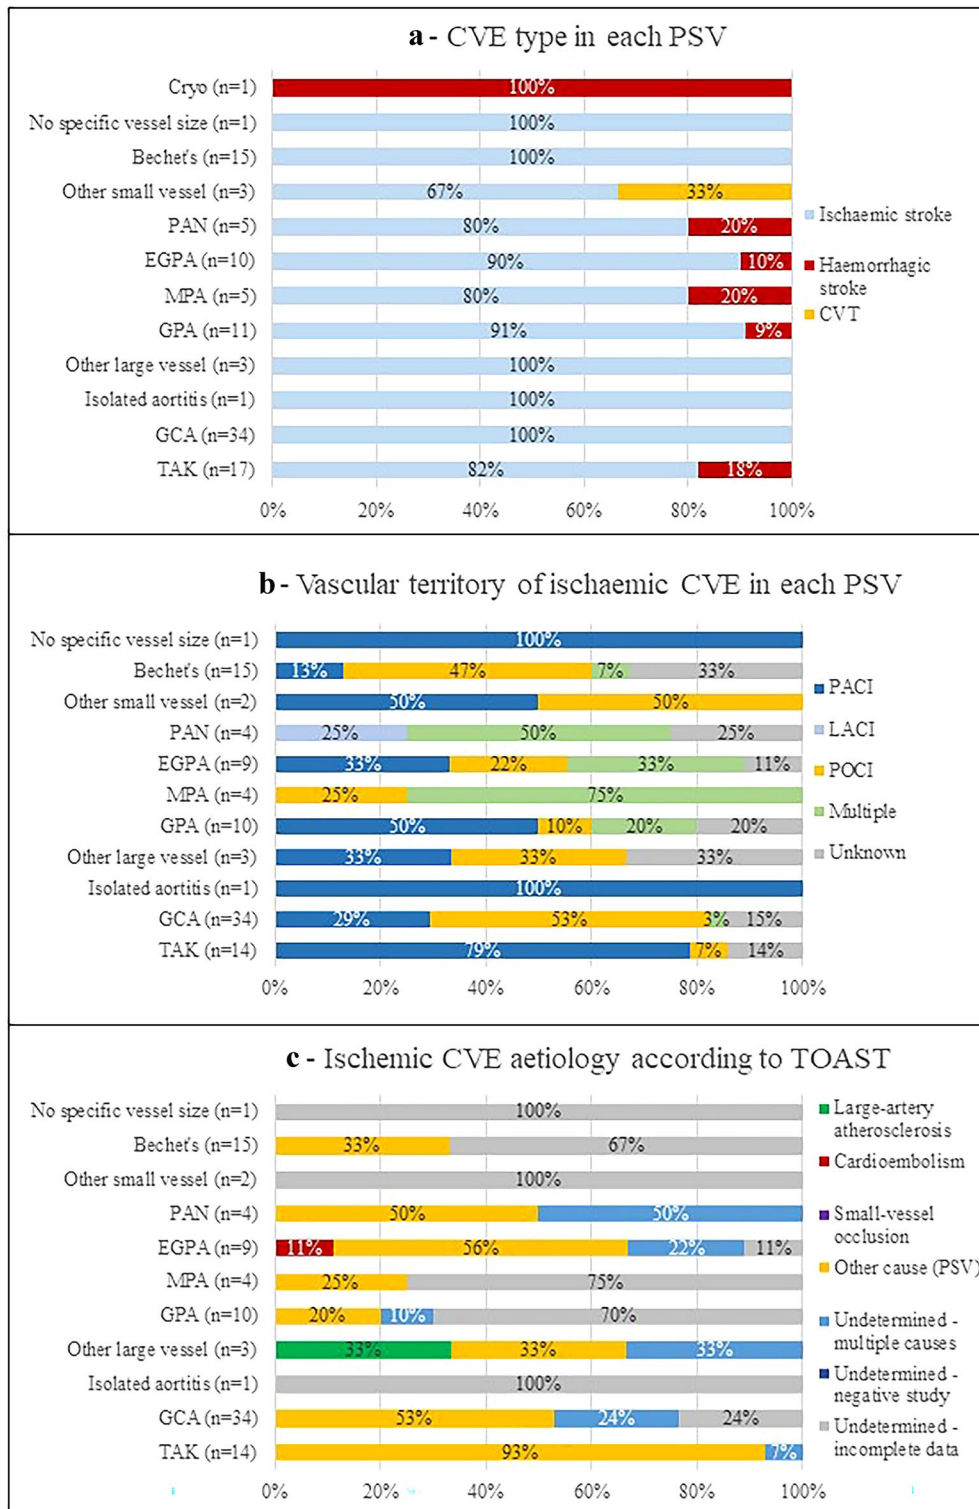 a - CVE type in each PSV
Cryo (n=1) 100%
No specific vessel size (n=1) 100%
Bechet's (n=15) 100%
Other small vessel (n=3) 67% 33%
PAN (n=5) 80% 20%
EGPA (n=10) 90% 10%
MPA (n=5) 80% 20%
GPA (n=11) 91% 9%
Other large vessel (n=3) 100%
Isolated aortitis (n=1) 100%
GCA (n=34) 100%
TAK (n=17) 82% 18%
0% 20% 40% 60% 80% 100%
Ischaemic stroke
Haemorrhagic
stroke
CVT
b - Vascular territory of ischaemic CVE in each PSV
No specific vessel size (n=1) 100%
Bechet's (n=15) 13% 47% 7% 33%
Other small vessel (n=2) 50% 50%
PAN (n=4) 25% 50% 25%
EGPA (n=9) 33% 22% 33% 11%
MPA (n=4) 25% 75%
GPA (n=10) 50% 10% 20% 20%
Other large vessel (n=3) 33% 33% 33%
Isolated aortitis (n=1) 100%
GCA (n=34) 29% 53% 3% 15%
TAK (n=14) 79% 7% 14%
0% 20% 40% 60% 80% 100%
PACI
LACI
POCI
Multiple
Unknown
c - Ischemic CVE aetiology according to TOAST
No specific vessel size (n=1) 100%
Bechet's (n=15) 33% 67%
Other small vessel (n=2) 100%
PAN (n=4) 50% 50%
EGPA (n=9) 11% 56% 22% 11%
MPA (n=4) 25% 75%
GPA (n=10) 20% 10% 70%
Other large vessel (n=3) 33% 33% 33%
Isolated aortitis (n=1) 100%
GCA (n=34) 53% 24% 24%
TAK (n=14) 93% 7%
0% 20% 40% 60% 80% 100%
Large-artery
atherosclerosis
Cardioembolism
Small-vessel
occlusion
Other cause (PSV)
Undetermined -
multiple causes
Undetermined -
negative study
Undetermined -
incomplete data